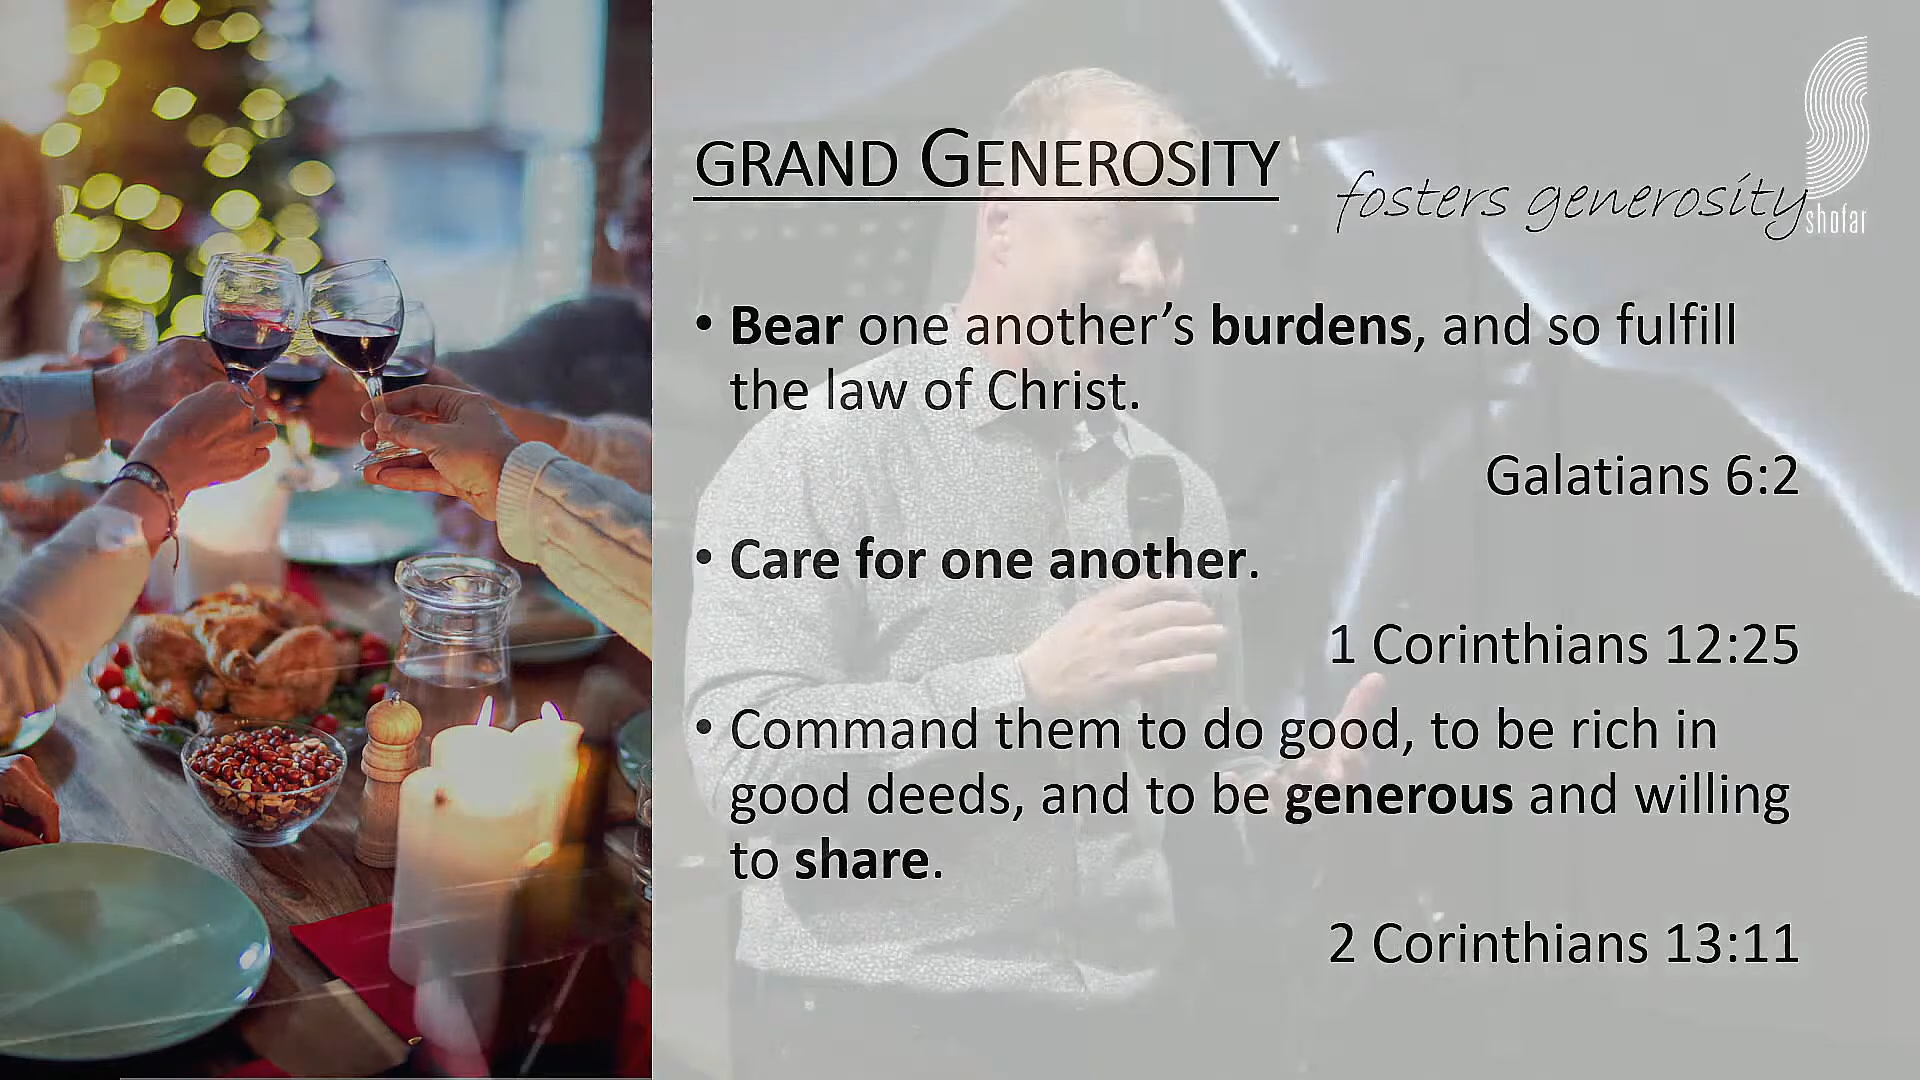 GRAND GENEROSITY
fosters generosity
shofar
• Bear one another’s burdens, and so fulfill
the law of Christ.
Galatians 6:2
• Care for one another.
1 Corinthians 12:25
• Command them to do good, to be rich in
good deeds, and to be generous and willing
to share.
2 Corinthians 13:11